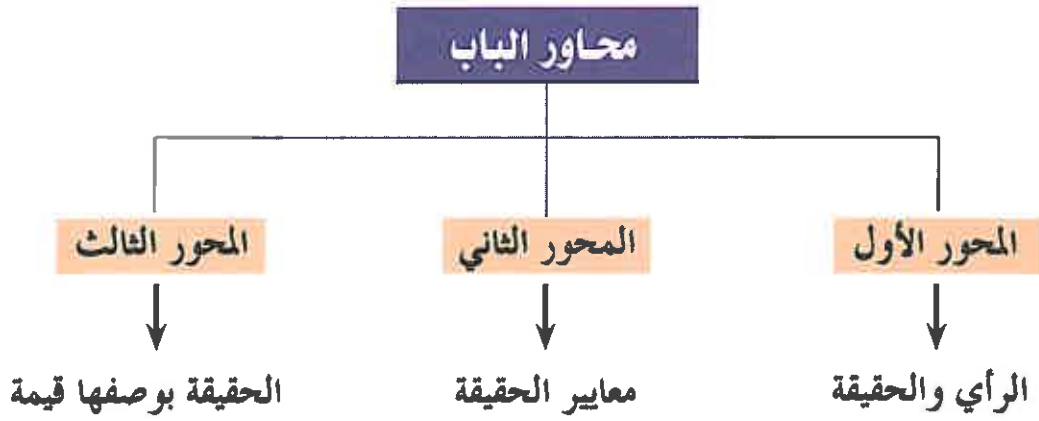 محاور الباب
المحور الأول
المحور الثاني
المحور الثالث
الرأي والحقيقة
معايير الحقيقة
الحقيقة بوصفها قيمة